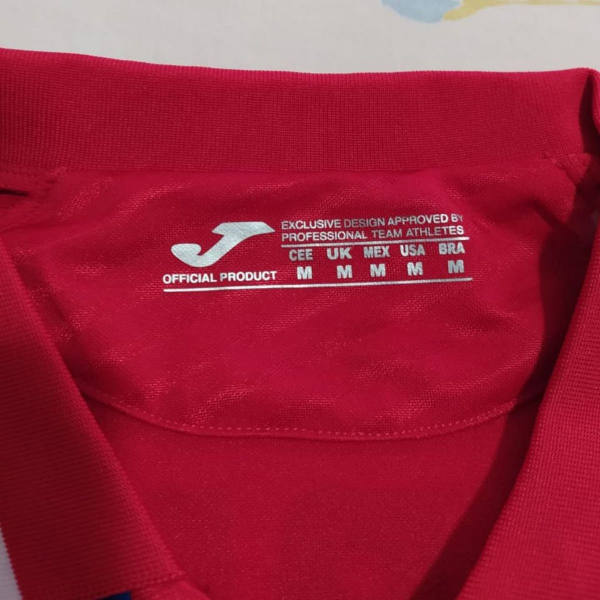 EXCLUSIVE DESIGN APPROVED BY
PROFESSIONAL TEAM ATHLETES
CEE UK MEX USA BRA
M M M M M
OFFICIAL PRODUCT